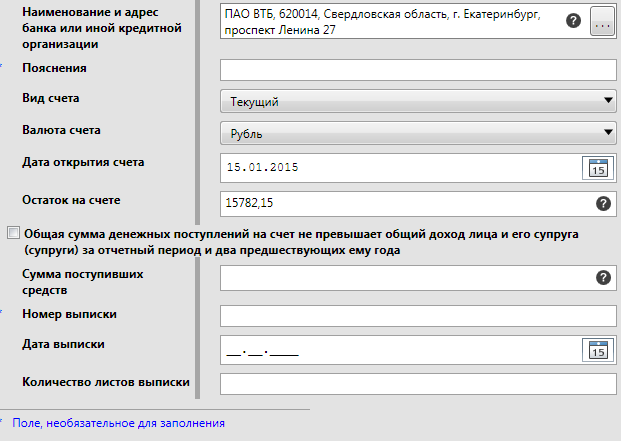 Наименование и адрес
банка или иной кредитной
организации
ПАО ВТБ, 620014, Свердловская область, г. Екатеринбург,
проспект Ленина 27
?
...
* Пояснения
Вид счета
Текущий
Валюта счета
Рубль
Дата открытия счета
15.01.2015
15
Остаток на счете
15782,15
?
Общая сумма денежных поступлений на счет не превышает общий доход лица и его супруга
(супруги) за отчетный период и два предшествующих ему года
Сумма поступивших
средств
?
* Номер выписки
Дата выписки
__.__.____
15
Количество листов выписки
* Поле, необязательное для заполнения